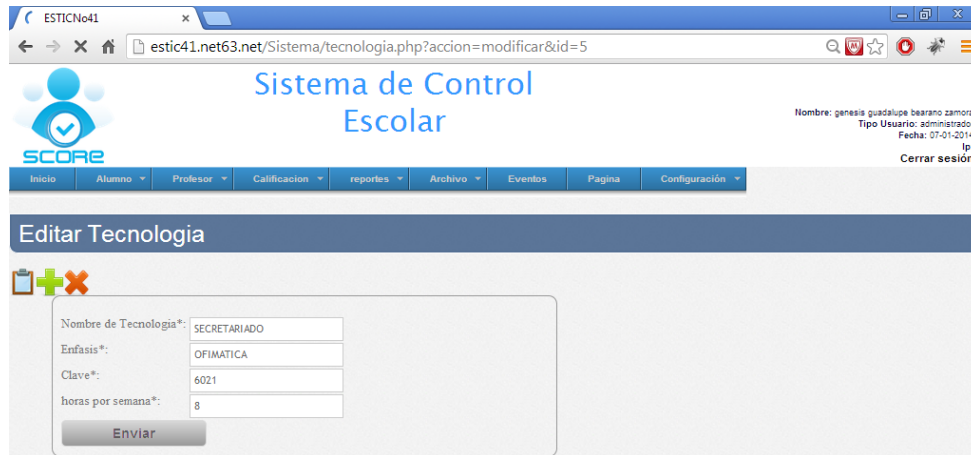 ESTICNo41
estic41.net63.net/Sistema/tecnologia.php?accion=modificar&id=5
Sistema de Control
Escolar
SCORE
Nombre: genesis guadalupe bearano zamora
Tipo Usuario: administrado
Fecha: 07-01-2014
Ip
Cerrar sesión
Inicio Alumno Profesor Calificacion reportes Archivo Eventos Pagina Configuración
Editar Tecnologia
Nombre de Tecnologia*: SECRETARIADO
Enfasis*: OFIMATICA
Clave*: 6021
horas por semana*: 8
Enviar